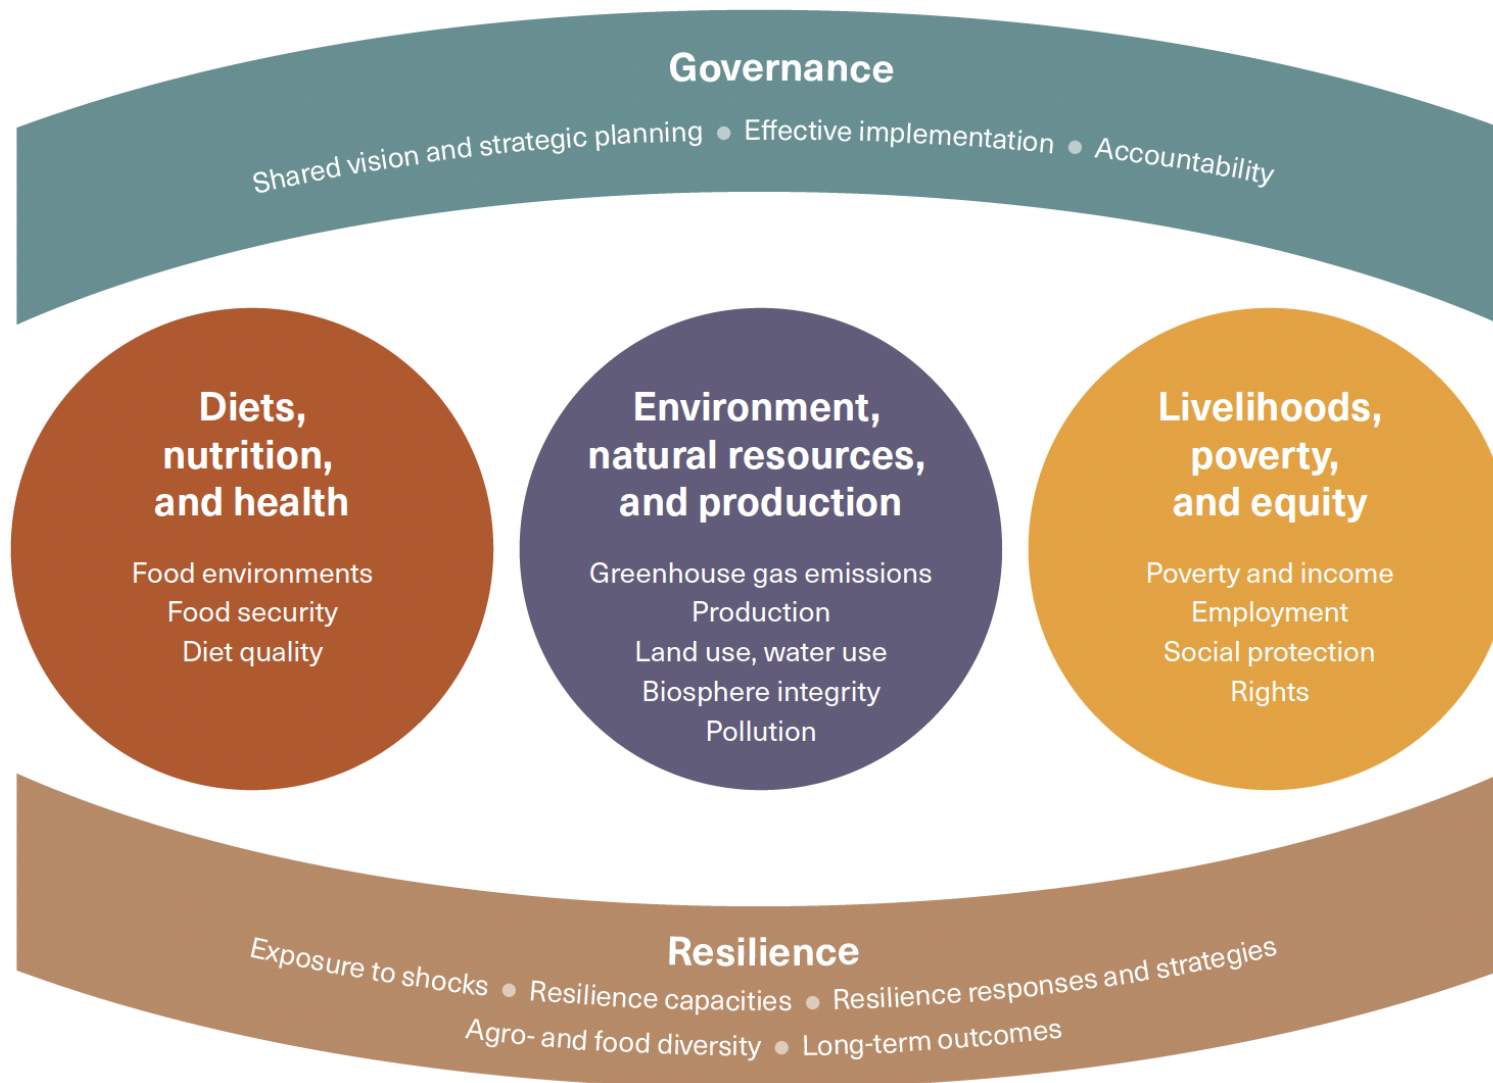 Governance
Shared vision and strategic planning ● Effective implementation ● Accountability
Diets,
nutrition,
and health
Food environments
Food security
Diet quality
Environment,
natural resources,
and production
Greenhouse gas emissions
Production
Land use, water use
Biosphere integrity
Pollution
Livelihoods,
poverty,
and equity
Poverty and income
Employment
Social protection
Rights
Resilience
Exposure to shocks ● Resilience capacities ● Resilience responses and strategies
Agro- and food diversity ● Long-term outcomes